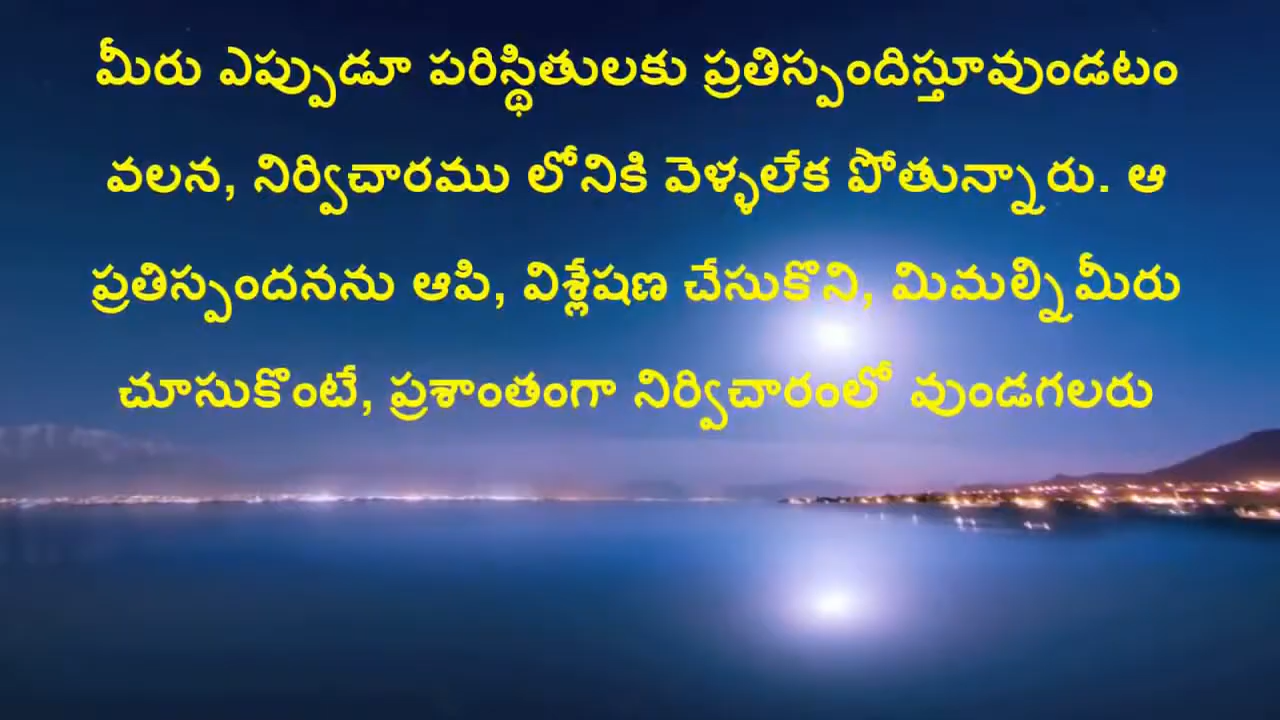 మీరు ఎప్పుడూ పరిస్థితులకు ప్రతిస్పందిస్తూవుండటం
వలన, నిర్విచారము లోనికి వెళ్ళలేక పోతున్నారు. ఆ
ప్రతిస్పందనను ఆపి, విశ్లేషణ చేసుకొని, మిమల్నిమీరు
చూసుకొంటే, ప్రశాంతంగా నిర్విచారంలో వుండగలరు